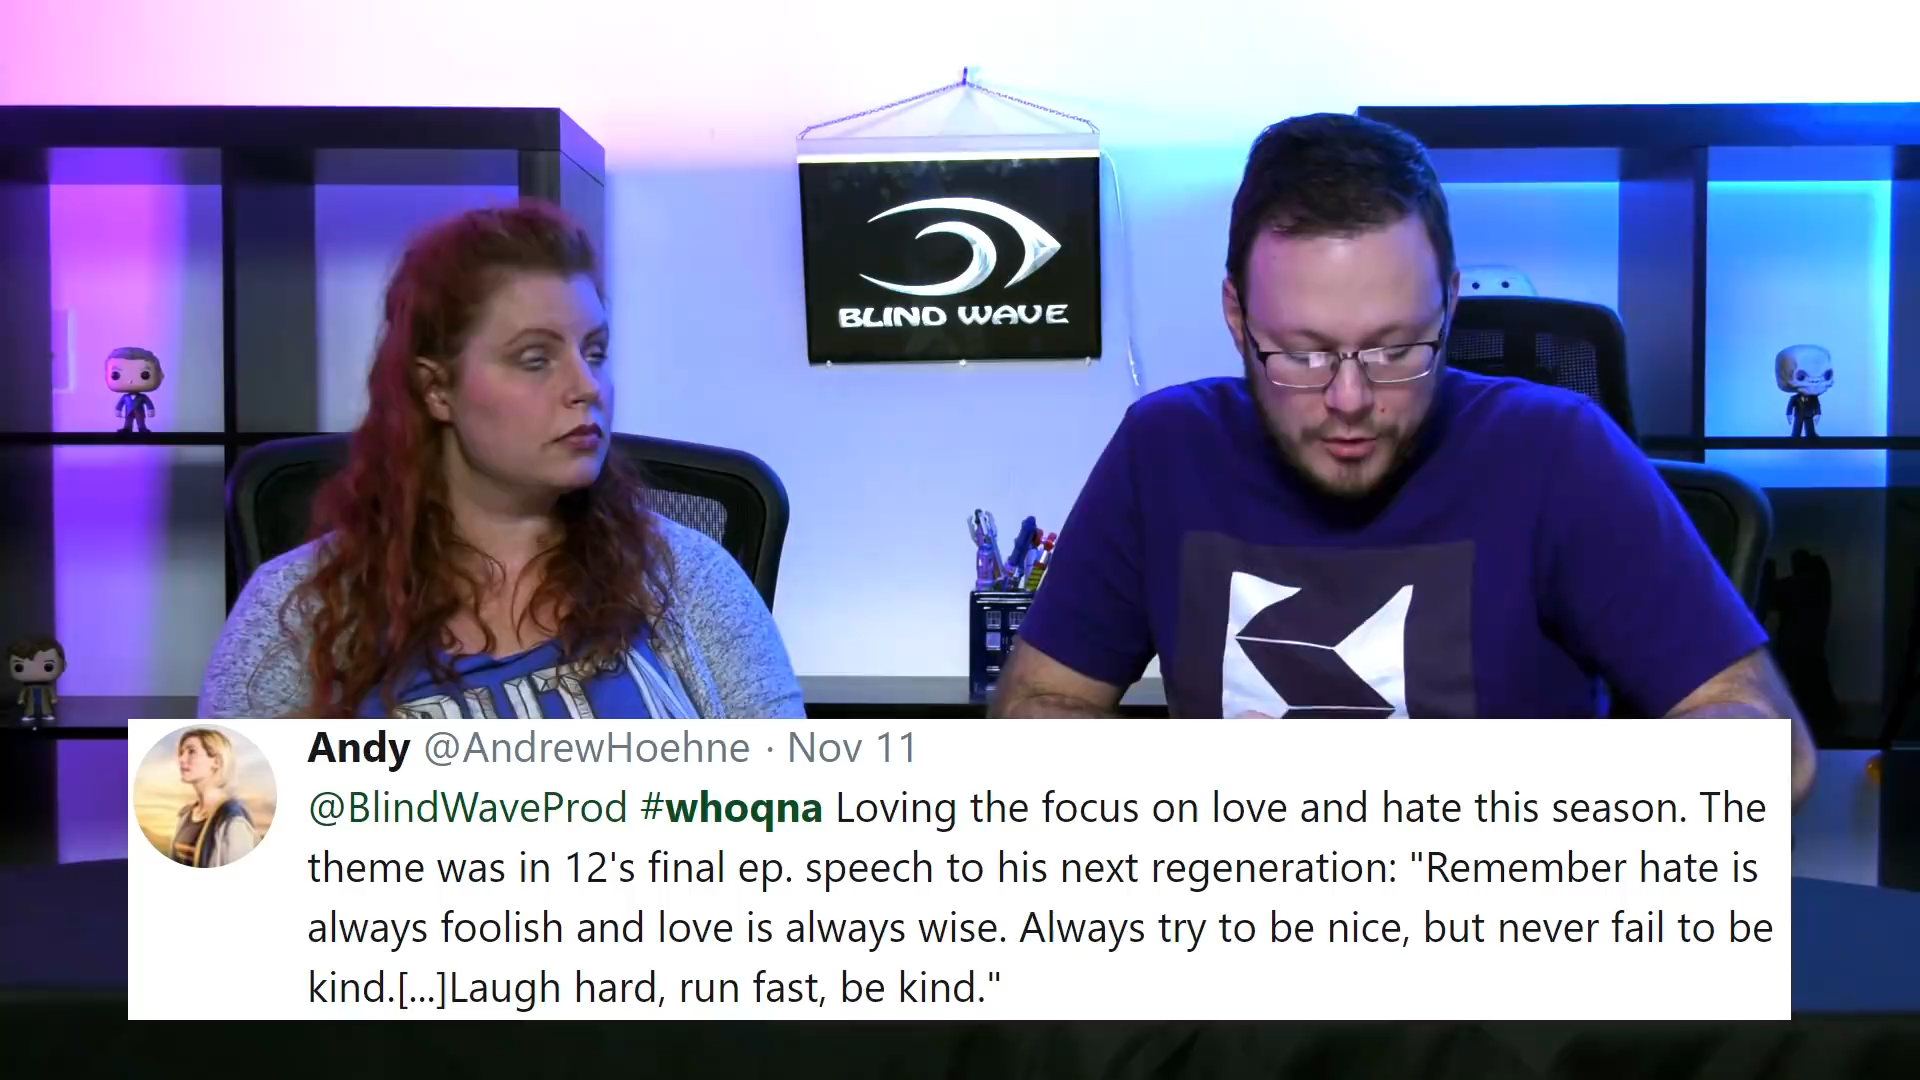 BLIND WAVE
Andy @AndrewHoehne · Nov 11
@BlindWaveProd #whoqna Loving the focus on love and hate this season. The
theme was in 12's final ep. speech to his next regeneration: "Remember hate is
always foolish and love is always wise. Always try to be nice, but never fail to be
kind.[...]Laugh hard, run fast, be kind."